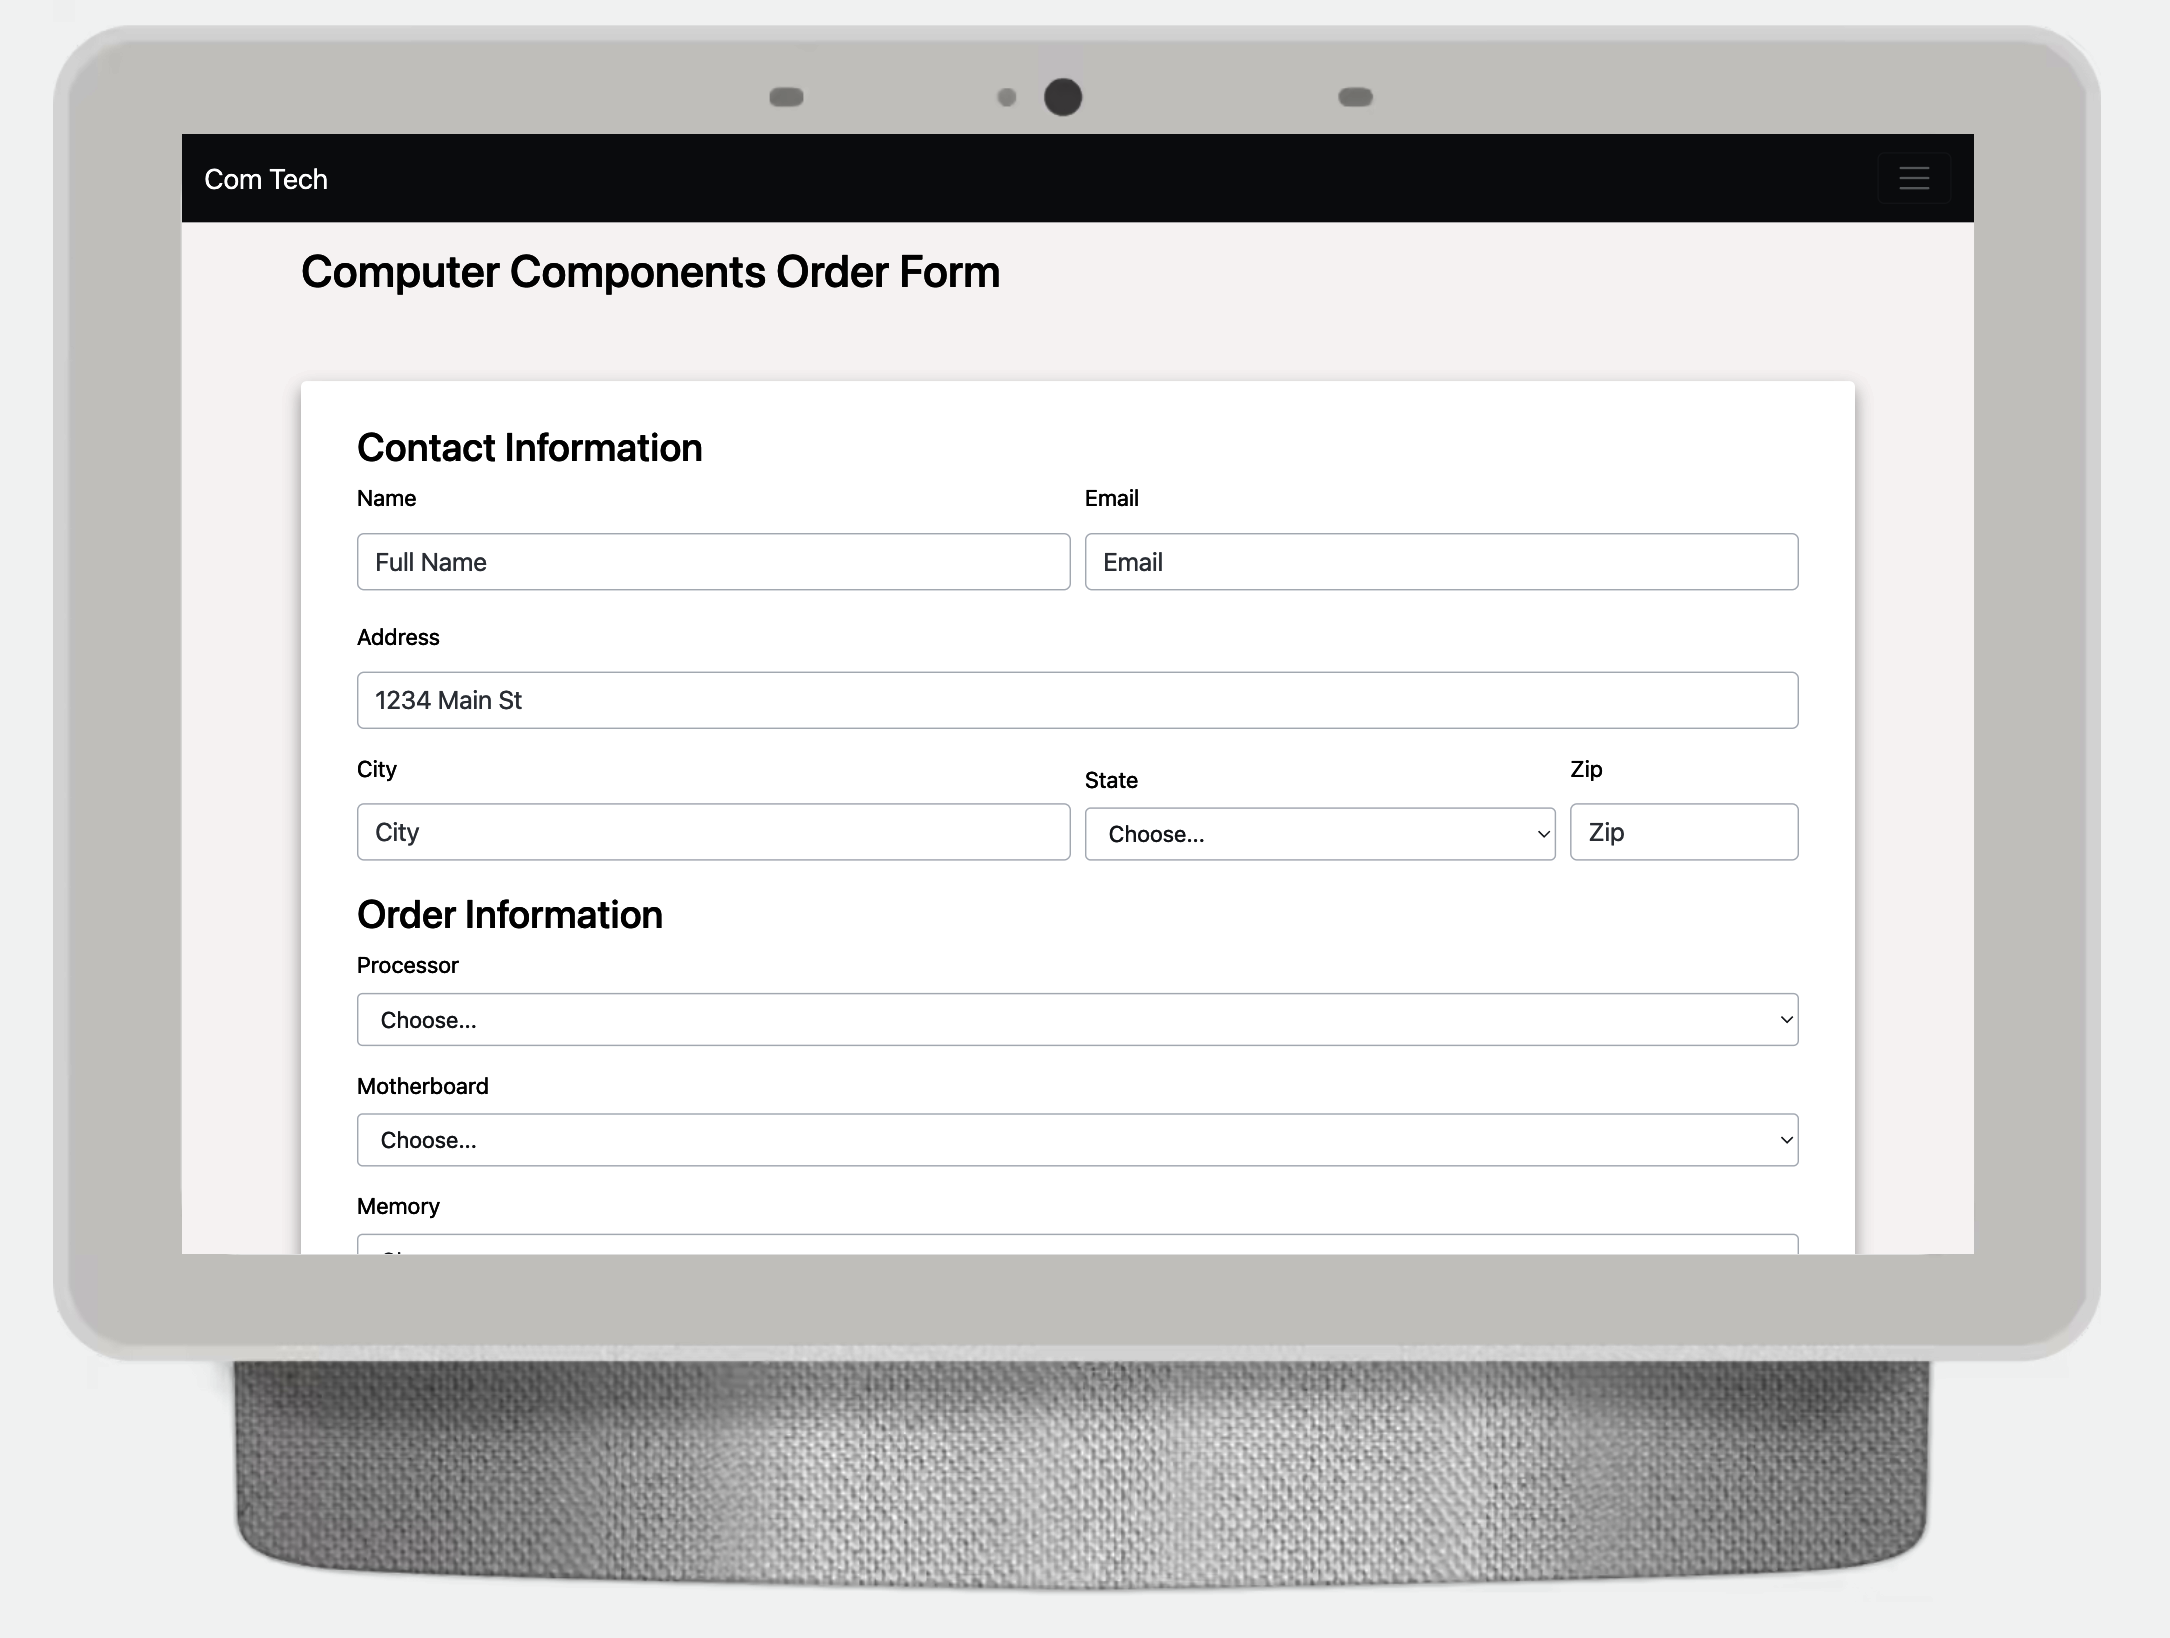 Com Tech
Computer Components Order Form
Contact Information
Name Email
Full Name Email
Address
1234 Main St
City State Zip
City Choose... Zip
Order Information
Processor
Choose...
Motherboard
Choose...
Memory